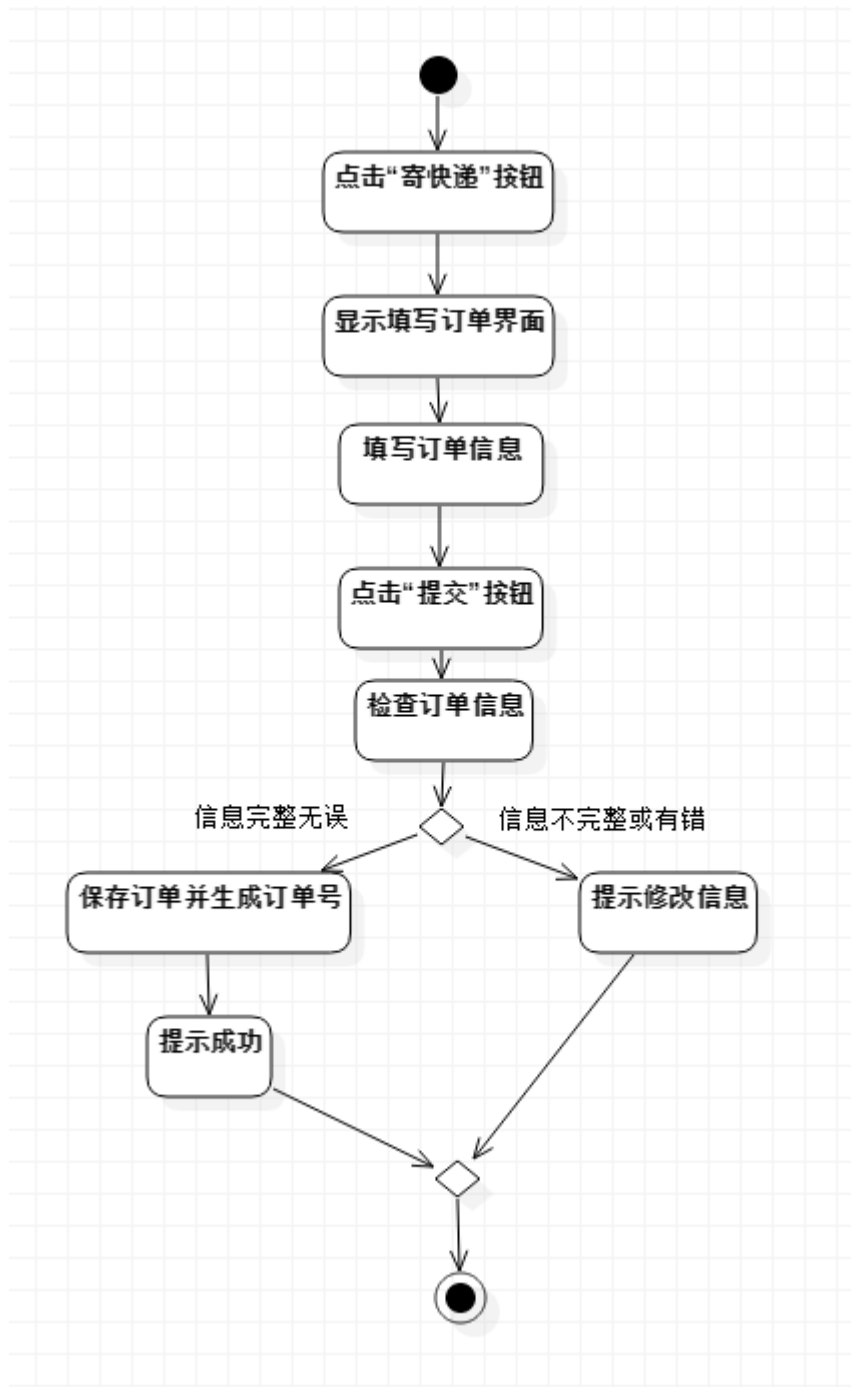 点击“寄快递”按钮
显示填写订单界面
填写订单信息
点击“提交”按钮
检查订单信息
信息完整无误
信息不完整或有错
保存订单并生成订单号
提示修改信息
提示成功